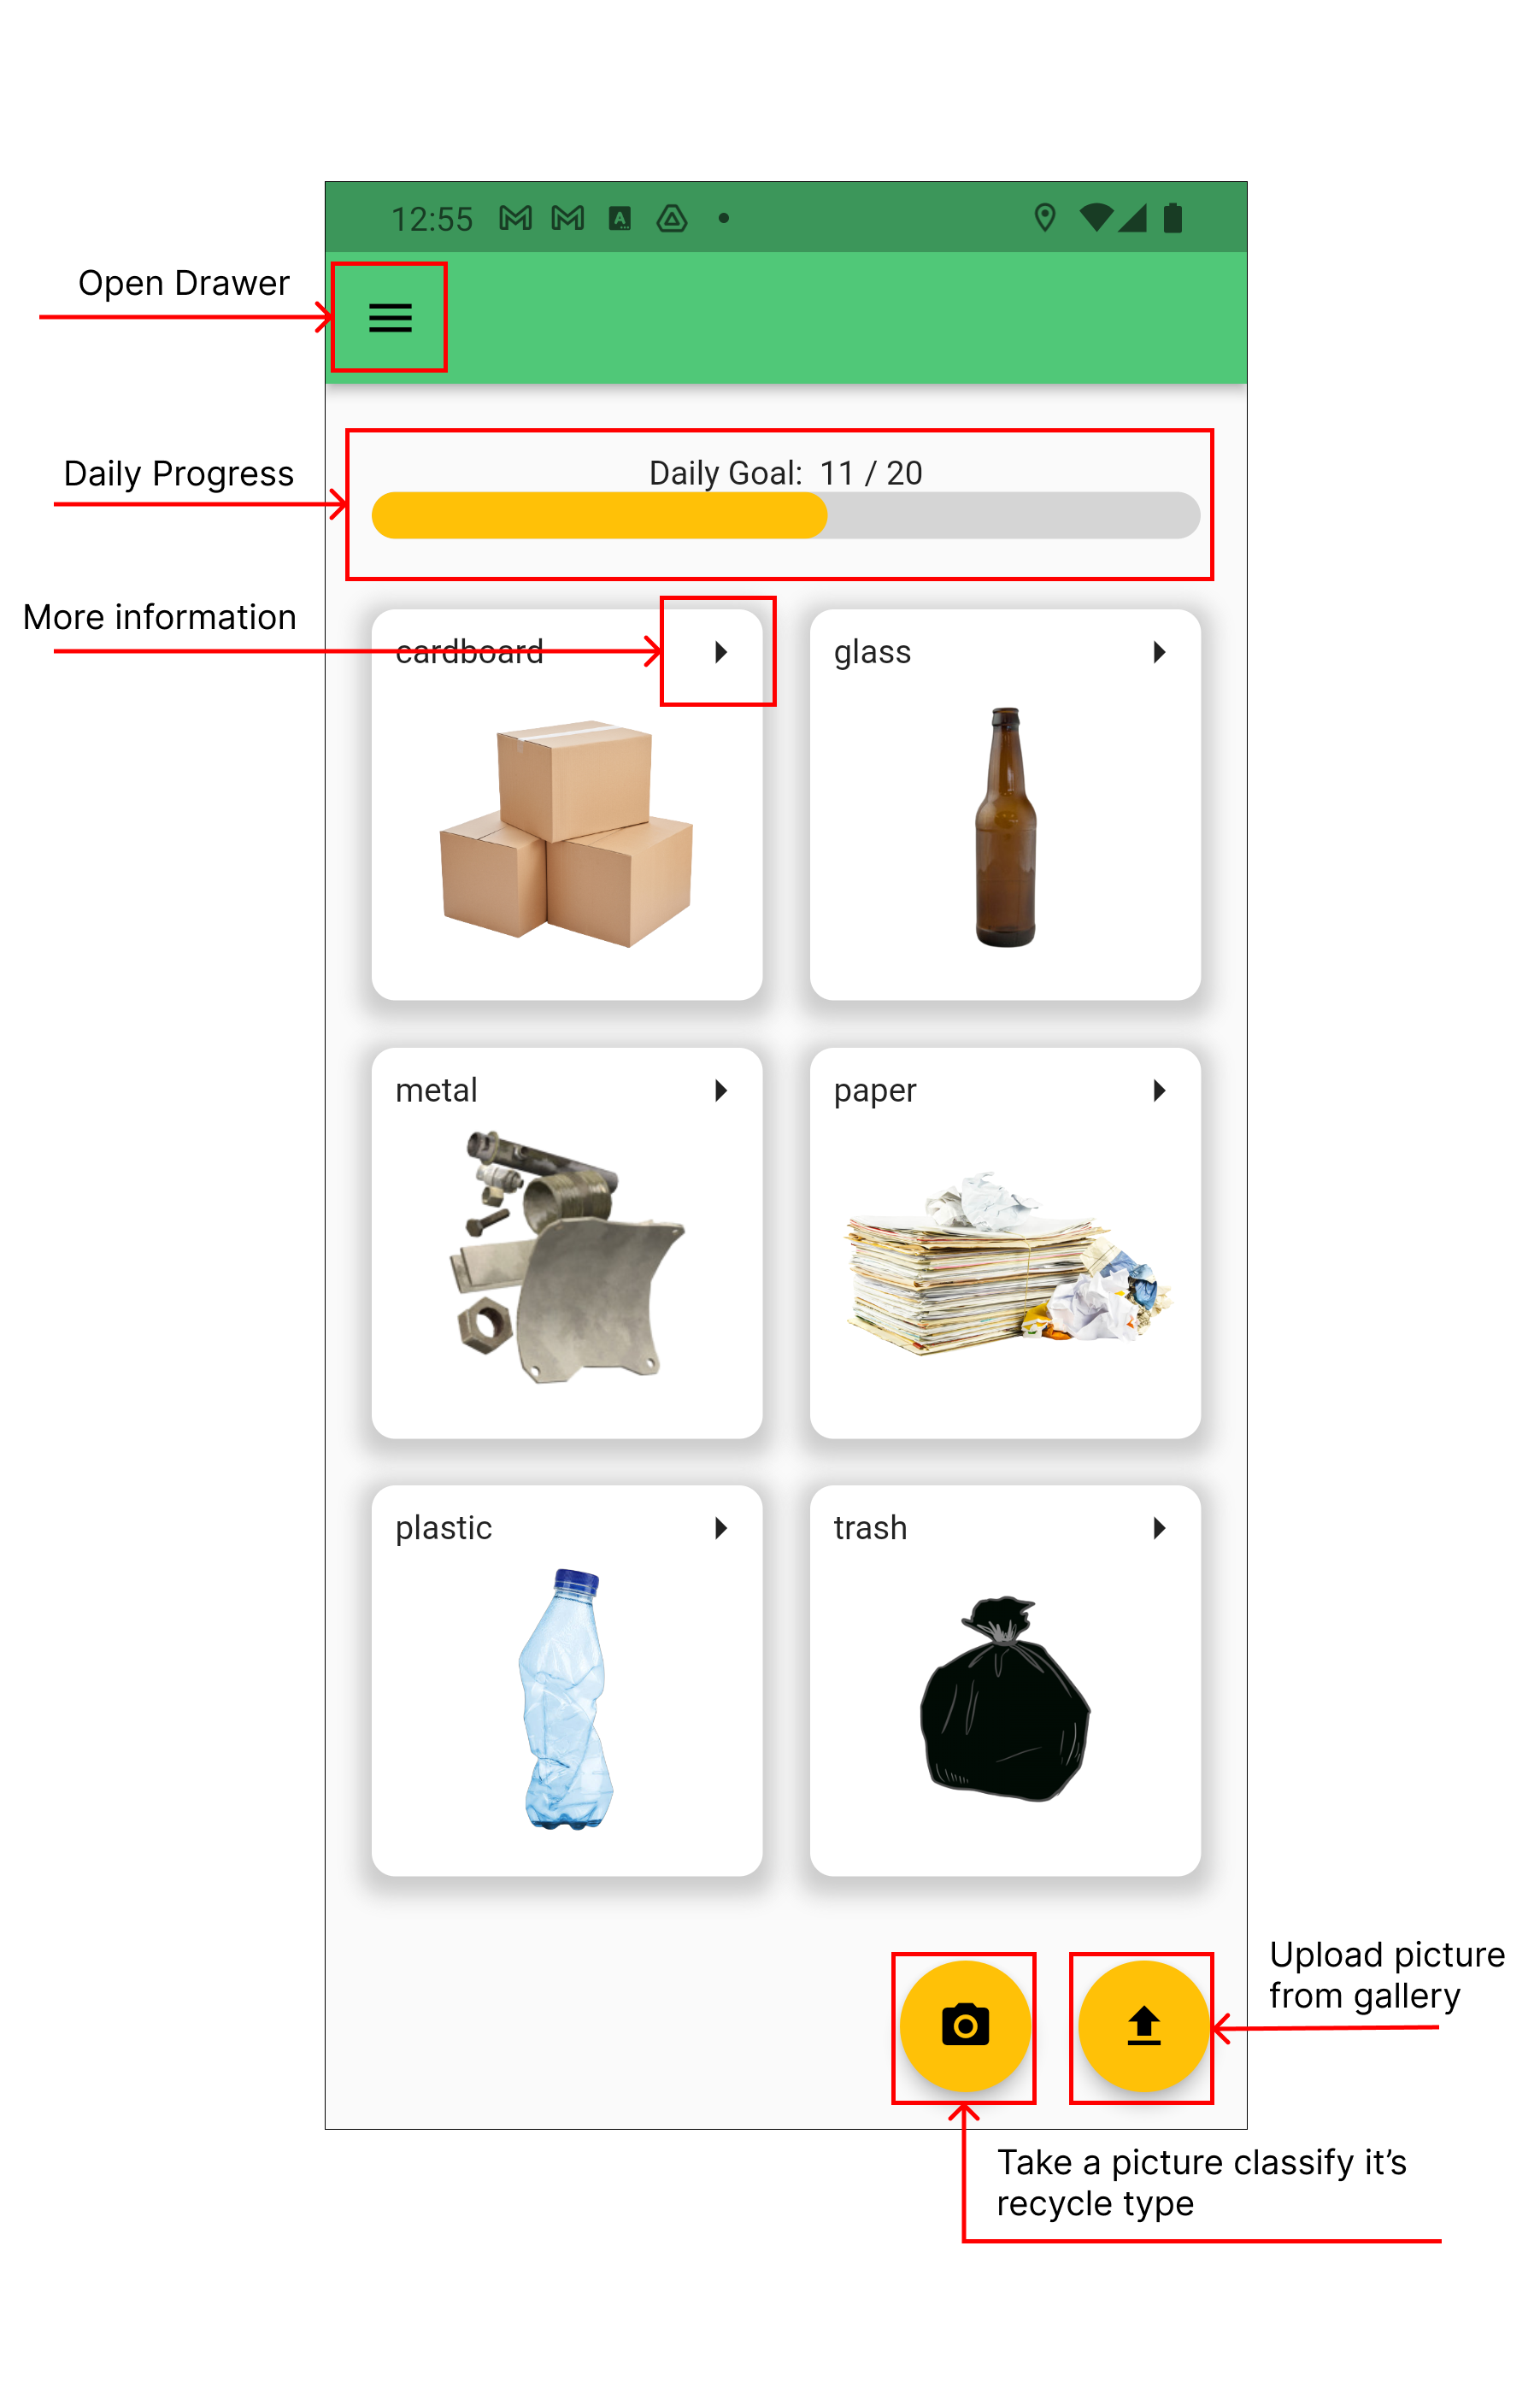 12:55
Open Drawer
Daily Progress
Daily Goal: 11 / 20
More information
cardboard
glass
metal
paper
plastic
trash
Upload picture
from gallery
Take a picture classify it’s
recycle type